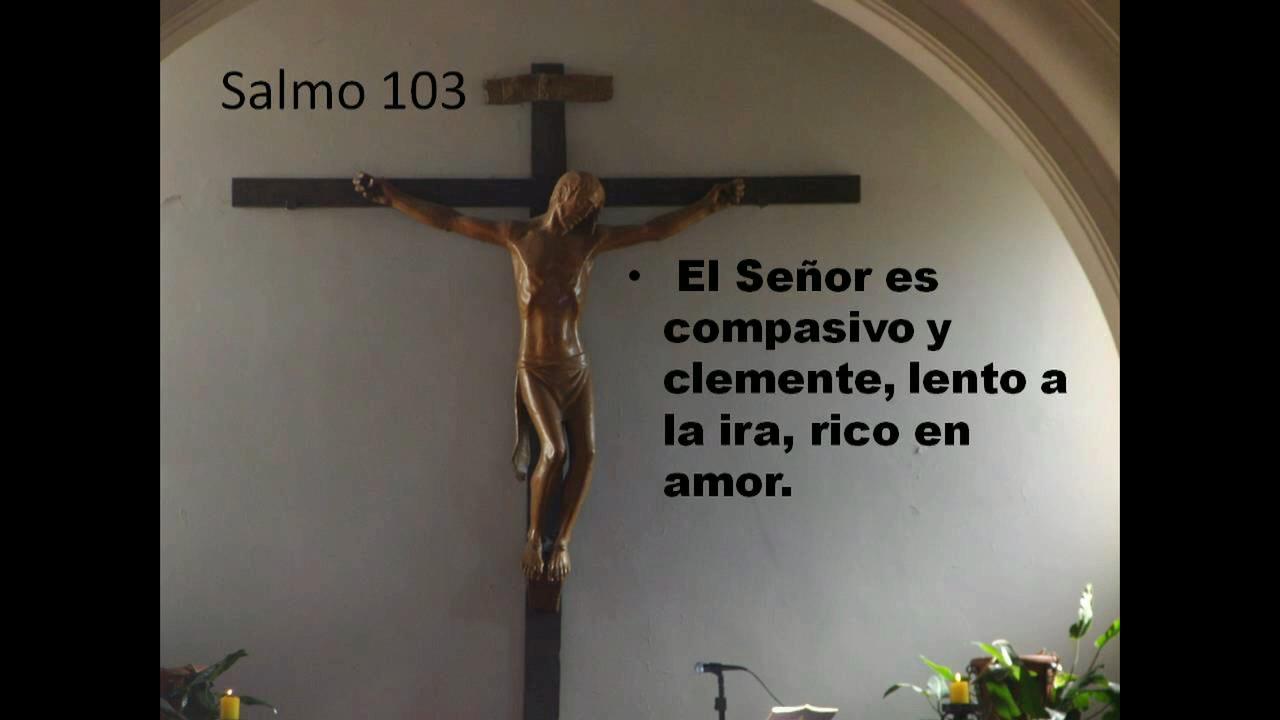 Salmo 103
• El Señor es
compasivo y
clemente, lento a
la ira, rico en
amor.